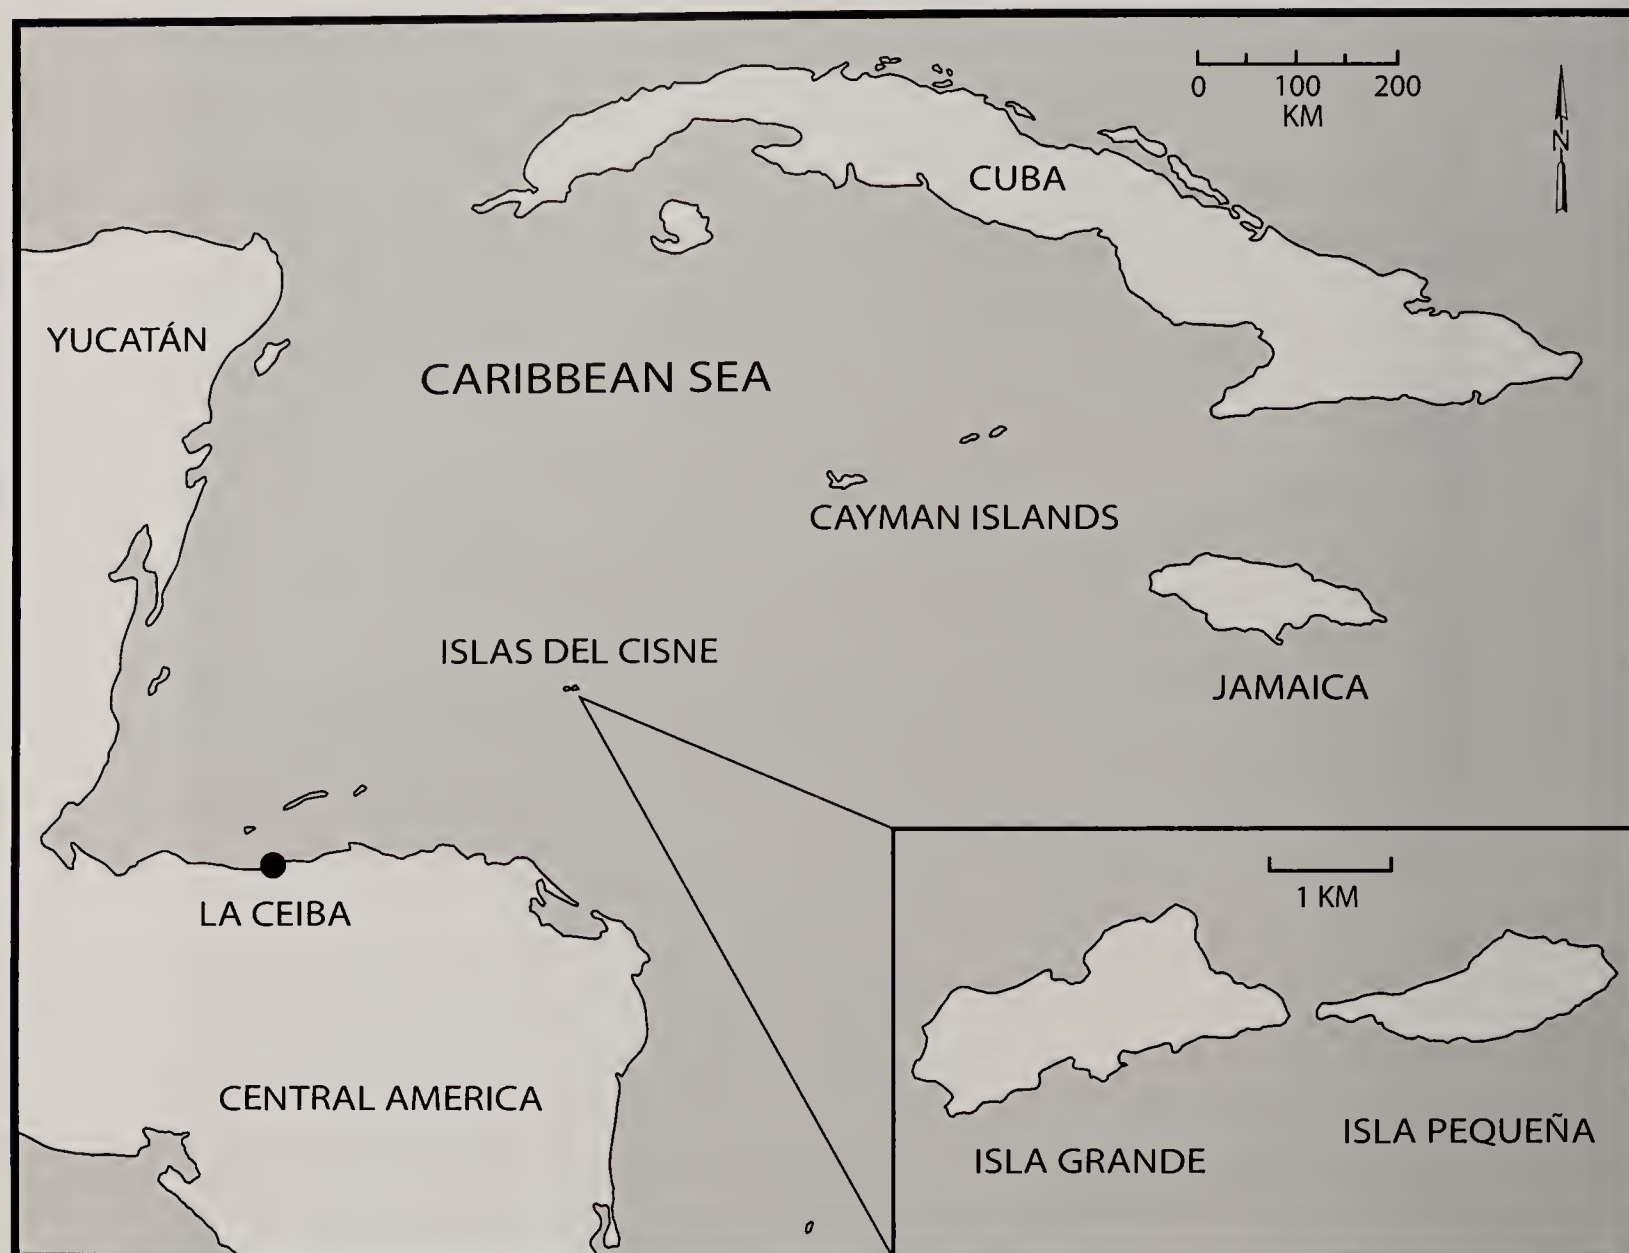 0 100 200
KM
N
CUBA
YUCATÁN
CARIBBEAN SEA
CAYMAN ISLANDS
ISLAS DEL CISNE
JAMAICA
LA CEIBA
1 KM
CENTRAL AMERICA
ISLA PEQUEÑA
ISLA GRANDE